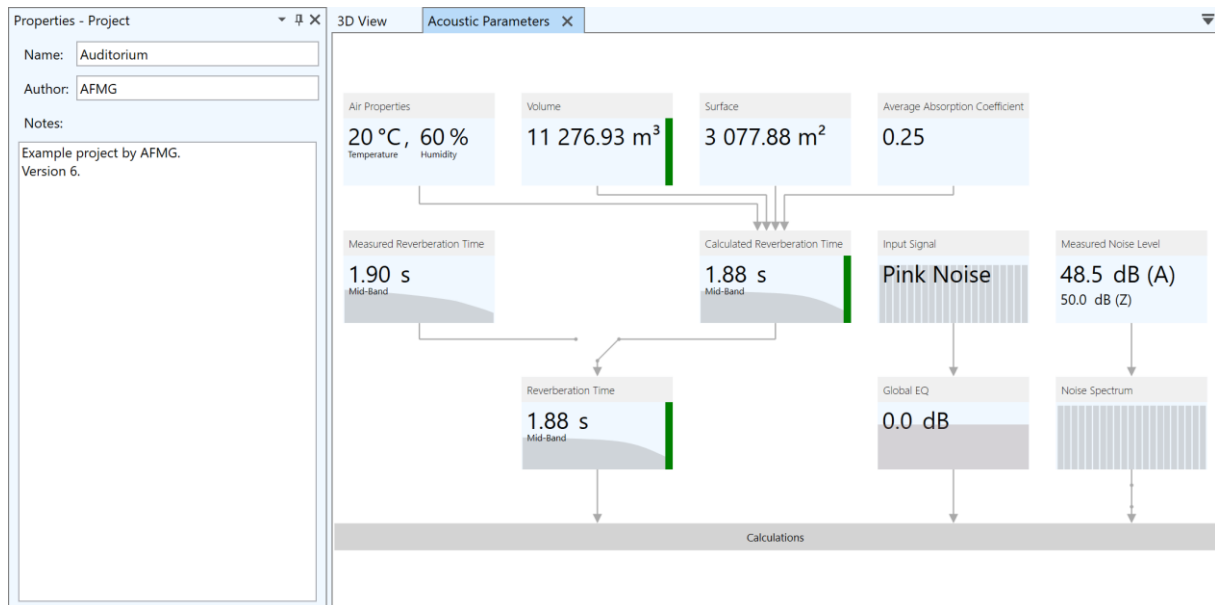 Properties - Project
Name: Auditorium
Author: AFMG
Notes:
Example project by AFMG.
Version 6.
3D View
Acoustic Parameters
Air Properties
20 °C, 60 %
Temperature Humidity
Volume
11 276.93 m³
Surface
3 077.88 m²
Average Absorption Coefficient
0.25
Measured Reverberation Time
1.90 s
Mid-Band
Calculated Reverberation Time
1.88 s
Mid-Band
Input Signal
Pink Noise
Measured Noise Level
48.5 dB (A)
50.0 dB (Z)
Reverberation Time
1.88 s
Mid-Band
Global EQ
0.0 dB
Noise Spectrum
Calculations